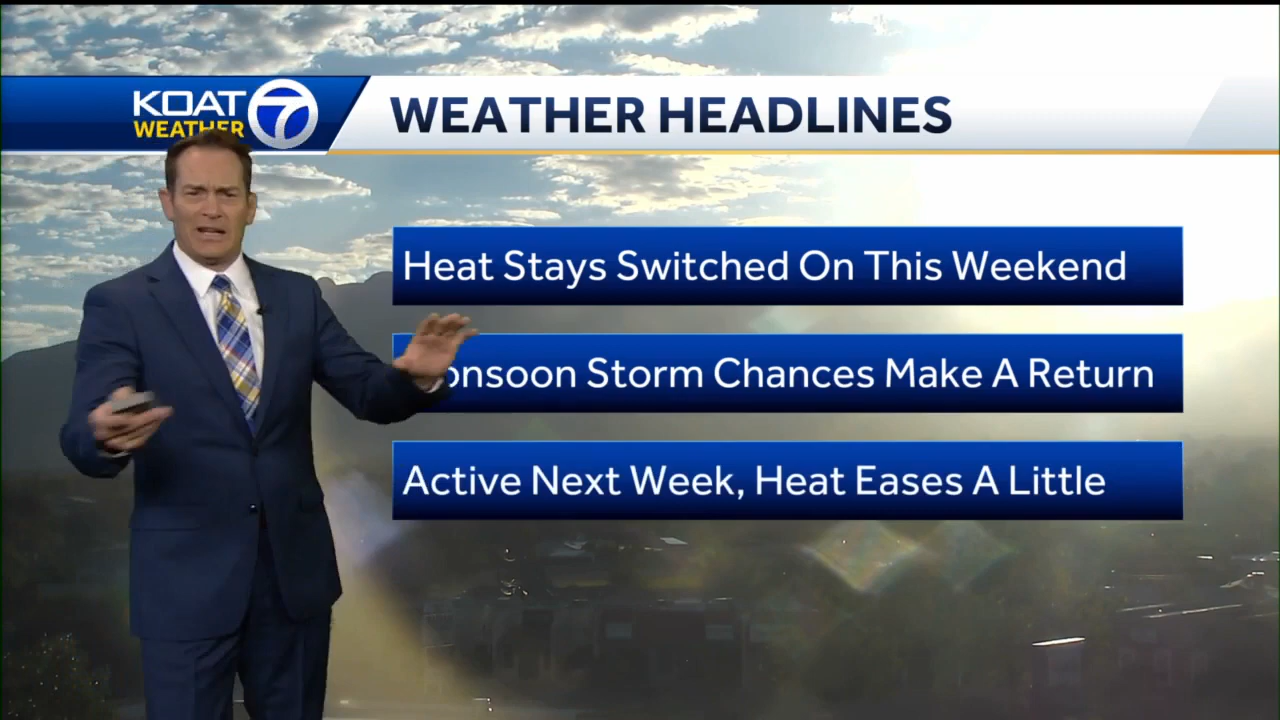 KOAT 7
WEATHER
WEATHER HEADLINES
Heat Stays Switched On This Weekend
onsoon Storm Chances Make A Return
Active Next Week, Heat Eases A Little